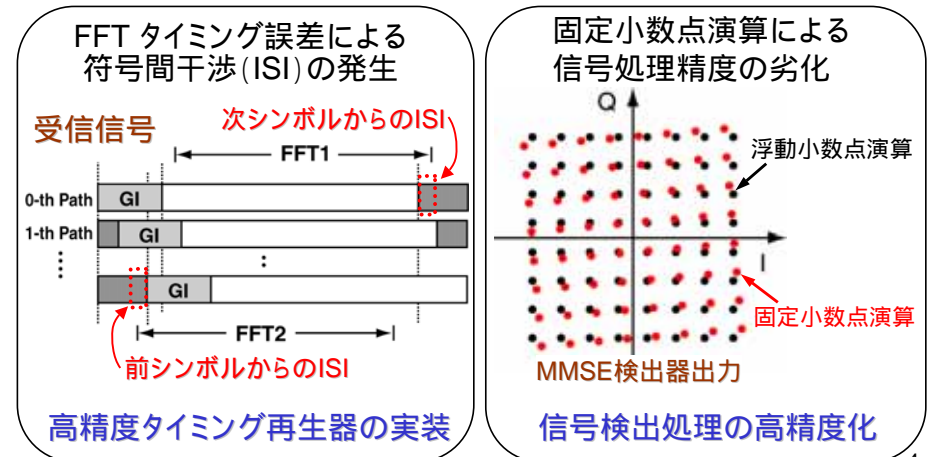 FFT タイミング誤差による
符号間干渉(ISI)の発生
受信信号
次シンボルからのISI
FFT1
0-th Path
GI
1-th Path
GI
GI
FFT2
前シンボルからのISI
高精度タイミング再生器の実装
固定小数点演算による
信号処理精度の劣化
Q
浮動小数点演算
I
固定小数点演算
MMSE検出器出力
信号検出処理の高精度化